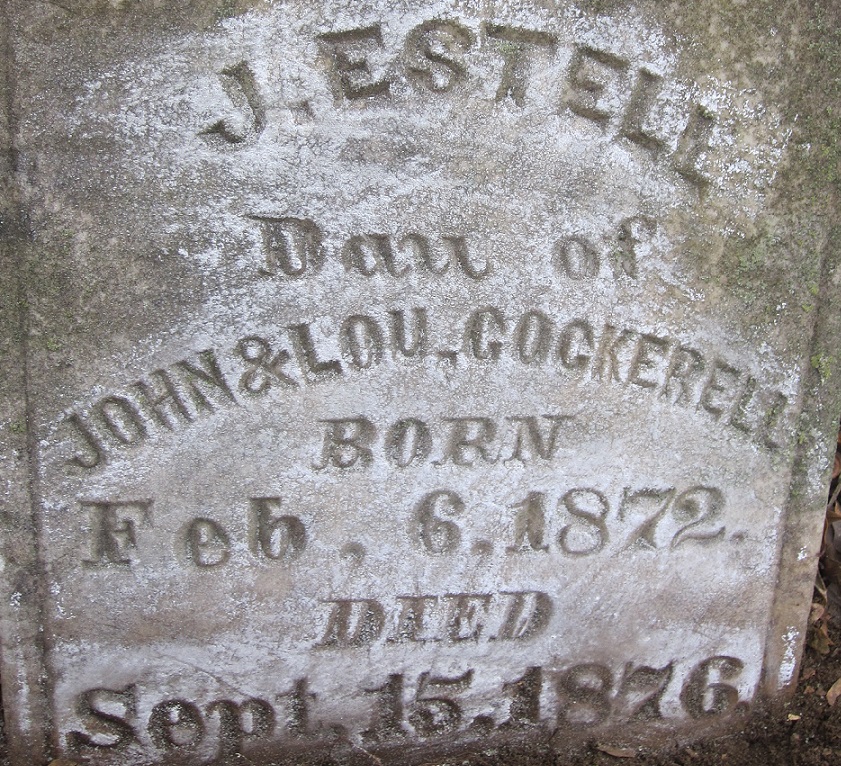 J. ESTELL
Dau of
JOHN & LOU. COCKERELL
BORN
Feb. 6. 1872.
DIED
Sept. 15. 1876.